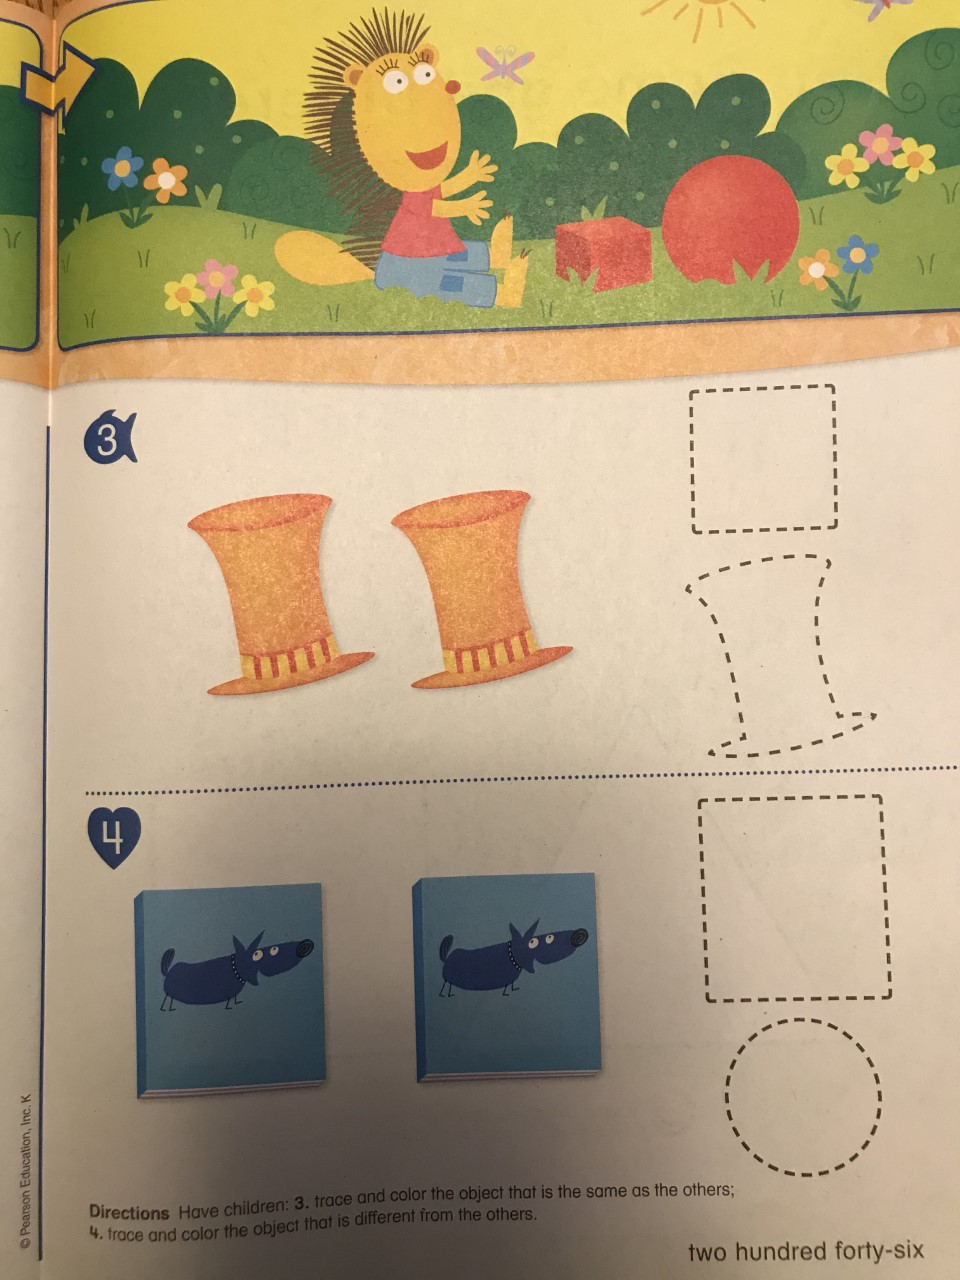 3
4
Directions Have children: 3. trace and color the object that is the same as the others;
4. trace and color the object that is different from the others.
two hundred forty-six
© Pearson Education, Inc. K